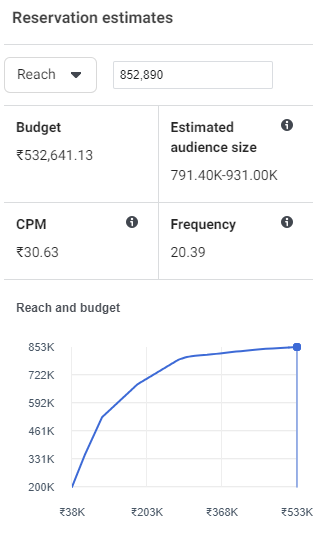 Reservation estimates
Reach 852,890
Budget
₹532,641.13
Estimated
audience size
791.40K-931.00K
CPM
₹30.63
Frequency
20.39
Reach and budget
853K
722K
592K
461K
331K
200K
₹38K ₹203K ₹368K ₹533K